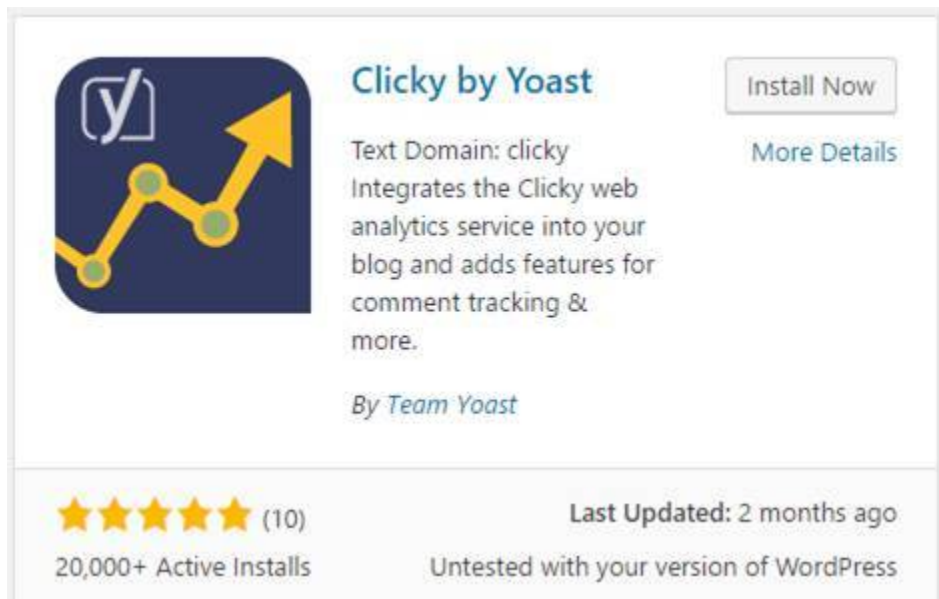 y
Clicky by Yoast
Install Now
More Details
Text Domain: clicky
Integrates the Clicky web
analytics service into your
blog and adds features for
comment tracking &
more.
By Team Yoast
(10)
Last Updated: 2 months ago
20,000+ Active Installs
Untested with your version of WordPress